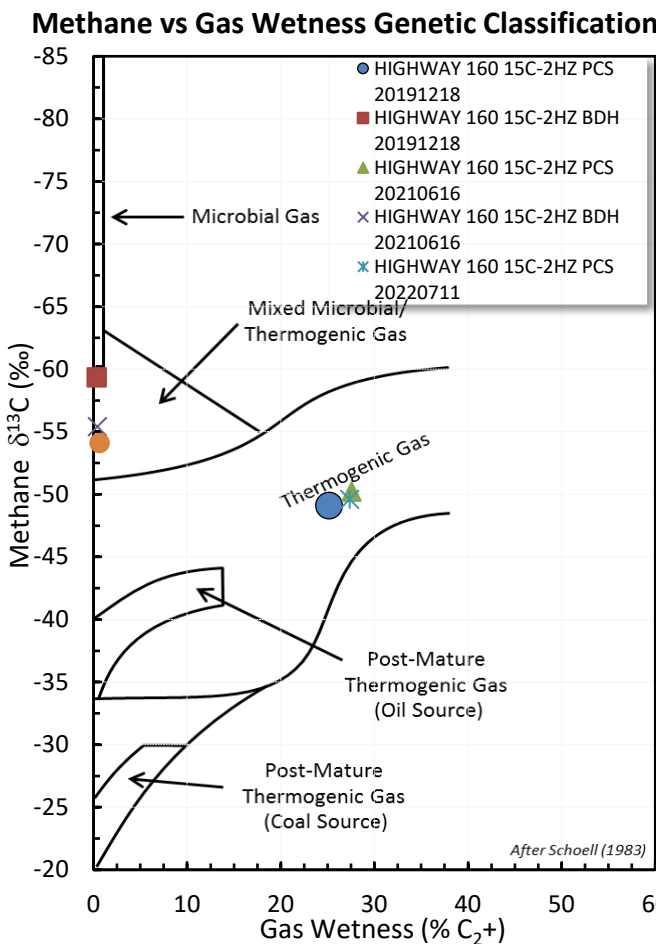 Methane vs Gas Wetness Genetic Classification
HIGHWAY 160 15C-2HZ PCS
20191218
HIGHWAY 160 15C-2HZ BDH
20191218
HIGHWAY 160 15C-2HZ PCS
20210616
HIGHWAY 160 15C-2HZ BDH
20210616
HIGHWAY 160 15C-2HZ PCS
20220711
Methane δ¹³C (‰)
-85
-80
-75
-70
-65
-60
-55
-50
-45
-40
-35
-30
-25
-20
Microbial Gas
Mixed Microbial/
Thermogenic Gas
Thermogenic Gas
Post-Mature
Thermogenic Gas
(Oil Source)
Post-Mature
Thermogenic Gas
(Coal Source)
After Schoell (1983)
0 10 20 30 40 50 60
Gas Wetness (% C₂+)